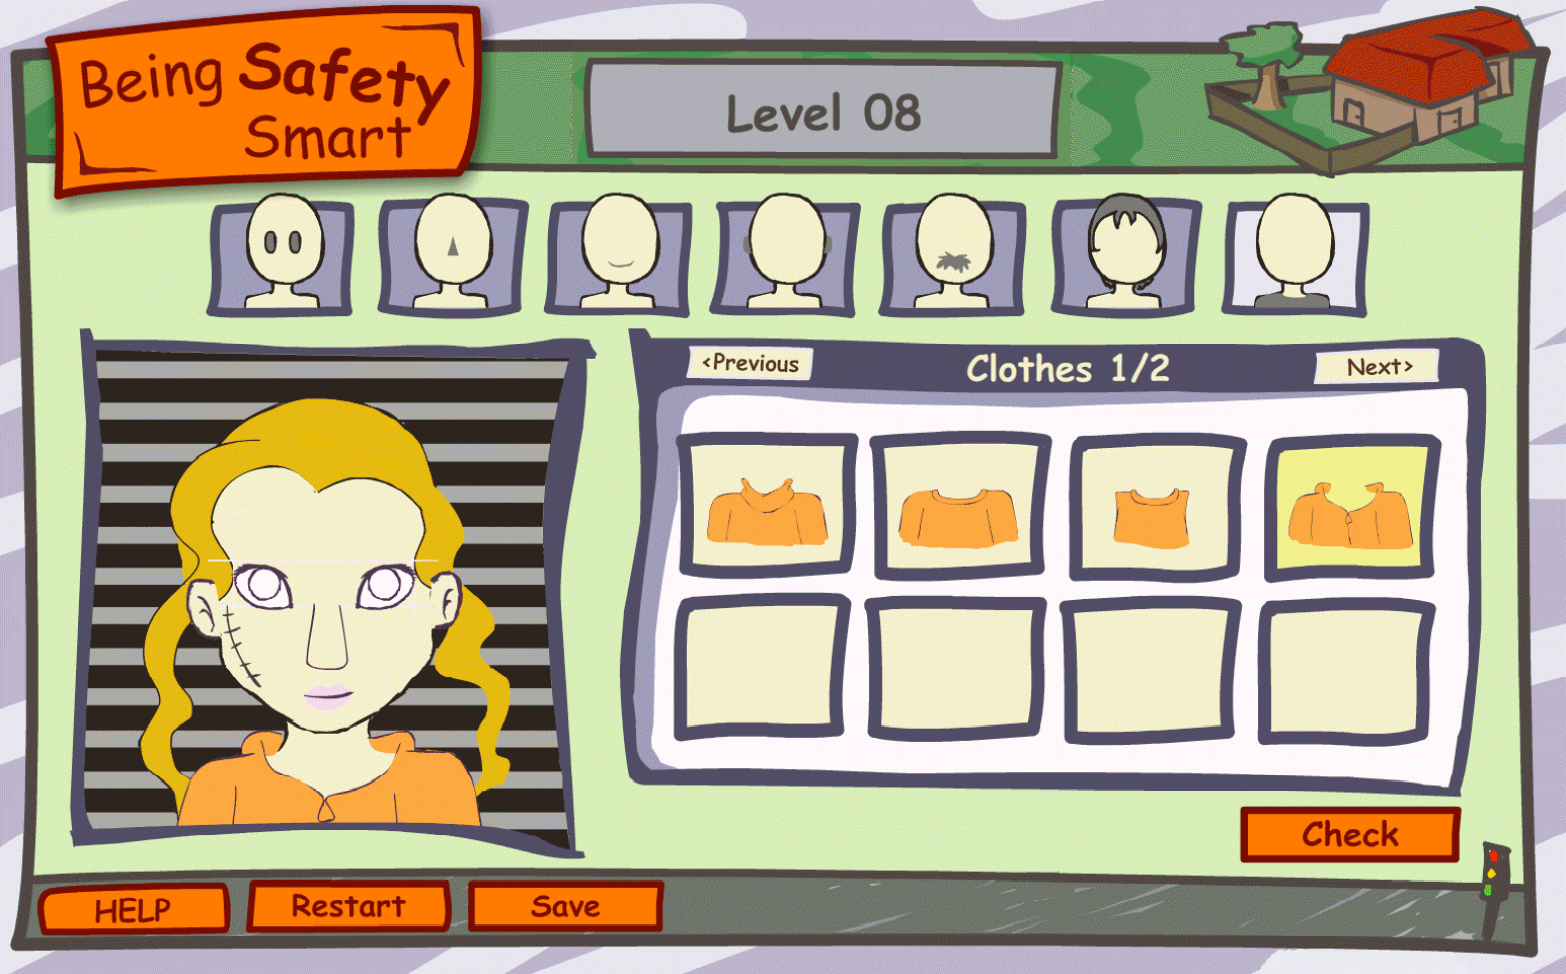 Being Safety
Smart
Level 08
<Previous
Clothes 1/2
Next>
Check
HELP
Restart
Save